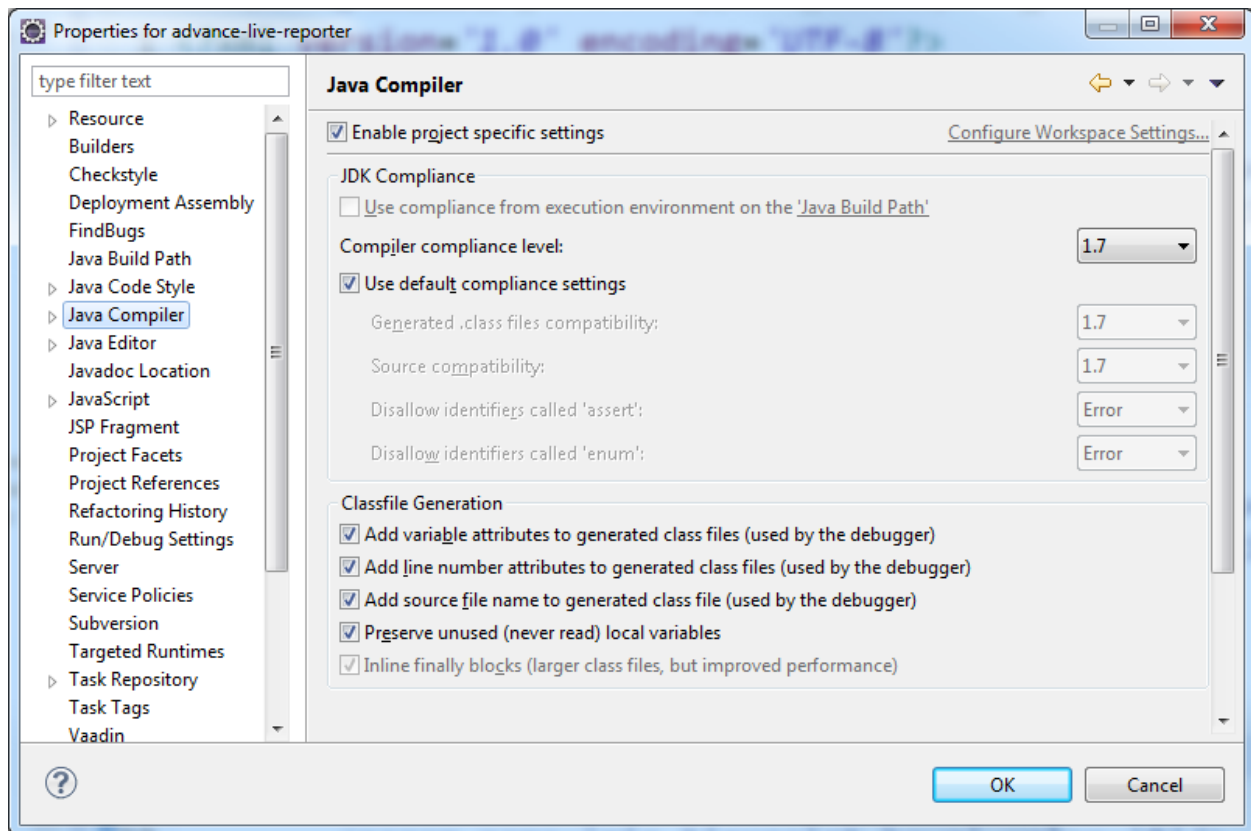 Properties for advance-live-reporter
version="1.0" encoding="UTF-8"?>
type filter text
Resource
Builders
Checkstyle
Deployment Assembly
FindBugs
Java Build Path
Java Code Style
Java Compiler
Java Editor
Javadoc Location
JavaScript
JSP Fragment
Project Facets
Project References
Refactoring History
Run/Debug Settings
Server
Service Policies
Subversion
Targeted Runtimes
Task Repository
Task Tags
Vaadin
Java Compiler
Enable project specific settings
Configure Workspace Settings...
JDK Compliance
Use compliance from execution environment on the 'Java Build Path'
Compiler compliance level: 1.7
Use default compliance settings
Generated .class files compatibility: 1.7
Source compatibility: 1.7
Disallow identifiers called 'assert': Error
Disallow identifiers called 'enum': Error
Classfile Generation
Add variable attributes to generated class files (used by the debugger)
Add line number attributes to generated class files (used by the debugger)
Add source file name to generated class file (used by the debugger)
Preserve unused (never read) local variables
Inline finally blocks (larger class files, but improved performance)
?
OK Cancel